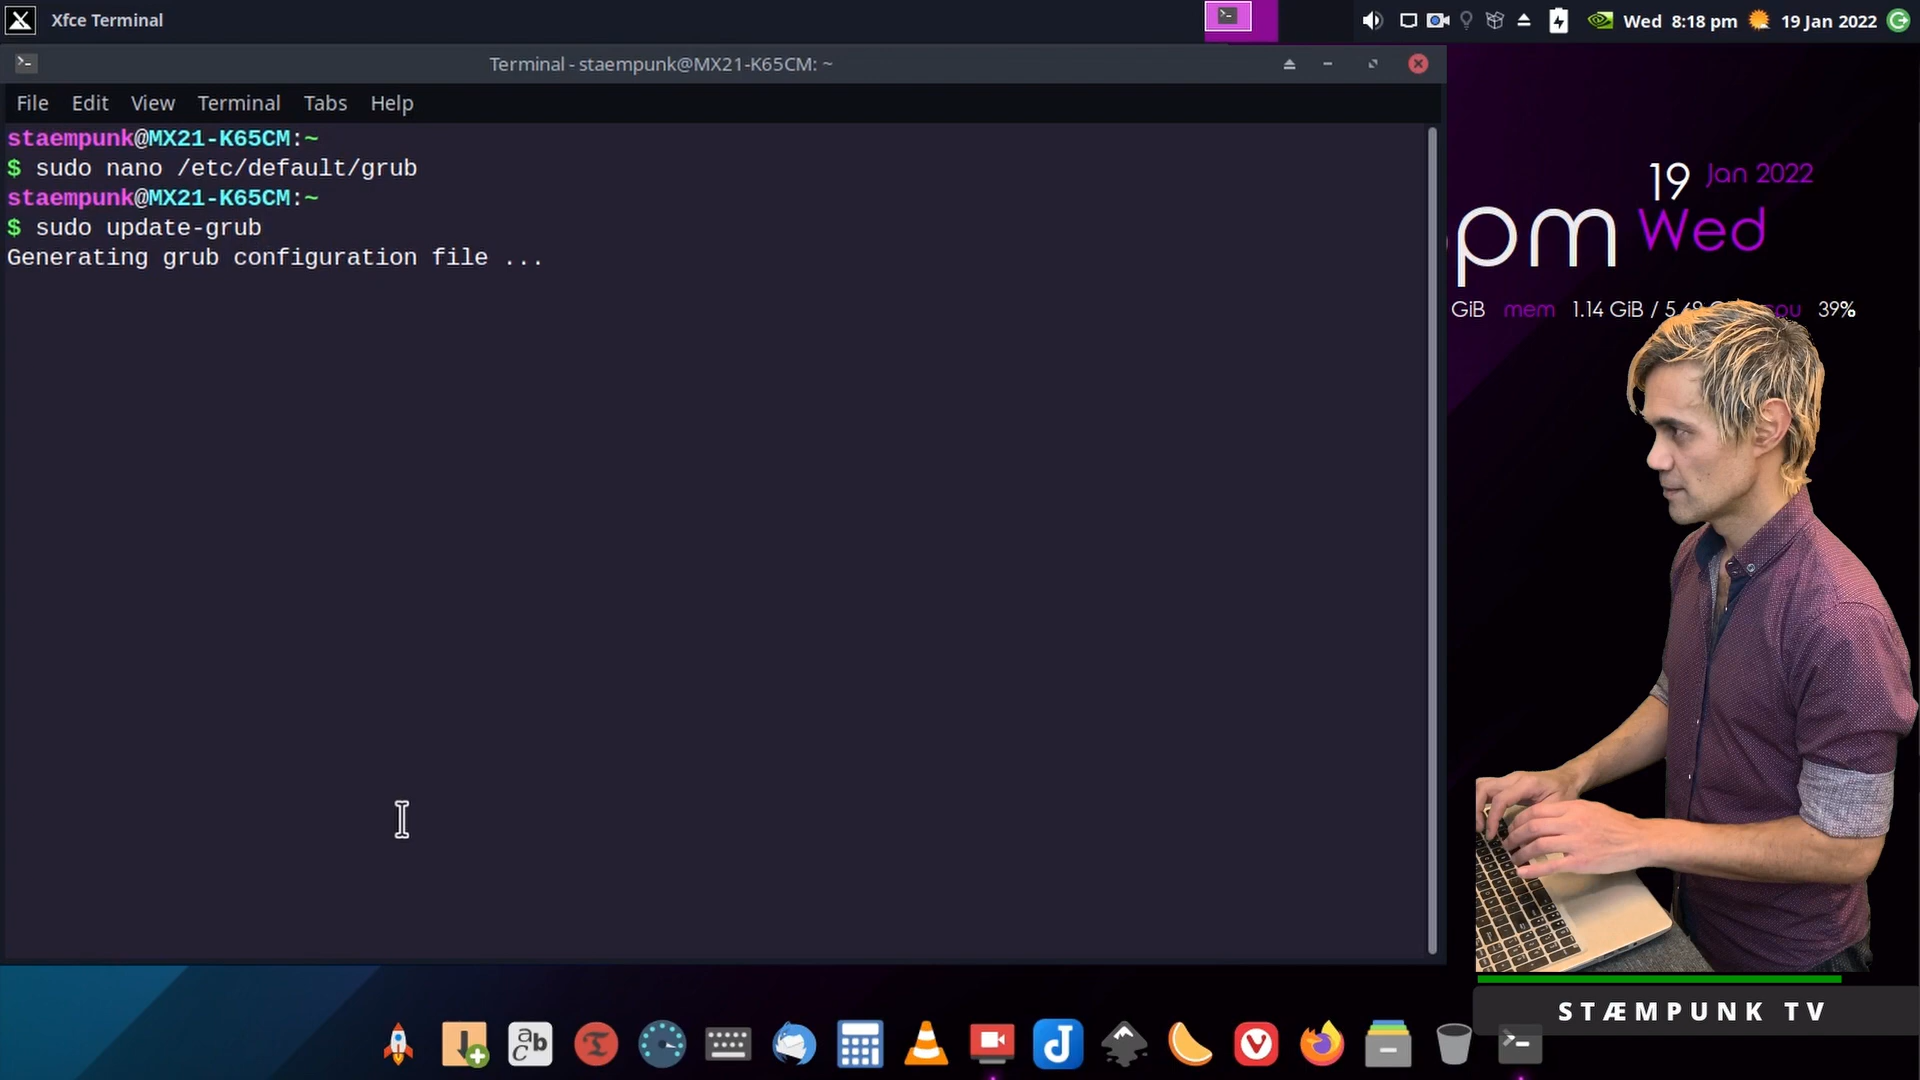 Xfce Terminal
Wed 8:18 pm 19 Jan 2022
Terminal - staempunk@MX21-K65CM: ~
File Edit View Terminal Tabs Help
staempunk@MX21-K65CM:~
$ sudo nano /etc/default/grub
staempunk@MX21-K65CM:~
$ sudo update-grub
Generating grub configuration file ...
19 Jan 2022
pm Wed
GiB mem 1.14 GiB / 39%
STÆMPUNK TV